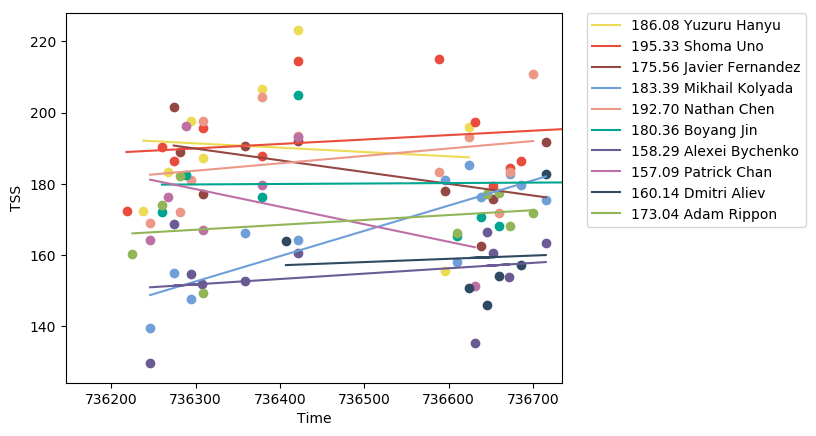 220
200
180
160
140
TSS
736200 736300 736400 736500 736600 736700
Time
186.08 Yuzuru Hanyu
195.33 Shoma Uno
175.56 Javier Fernandez
183.39 Mikhail Kolyada
192.70 Nathan Chen
180.36 Boyang Jin
158.29 Alexei Bychenko
157.09 Patrick Chan
160.14 Dmitri Aliev
173.04 Adam Rippon